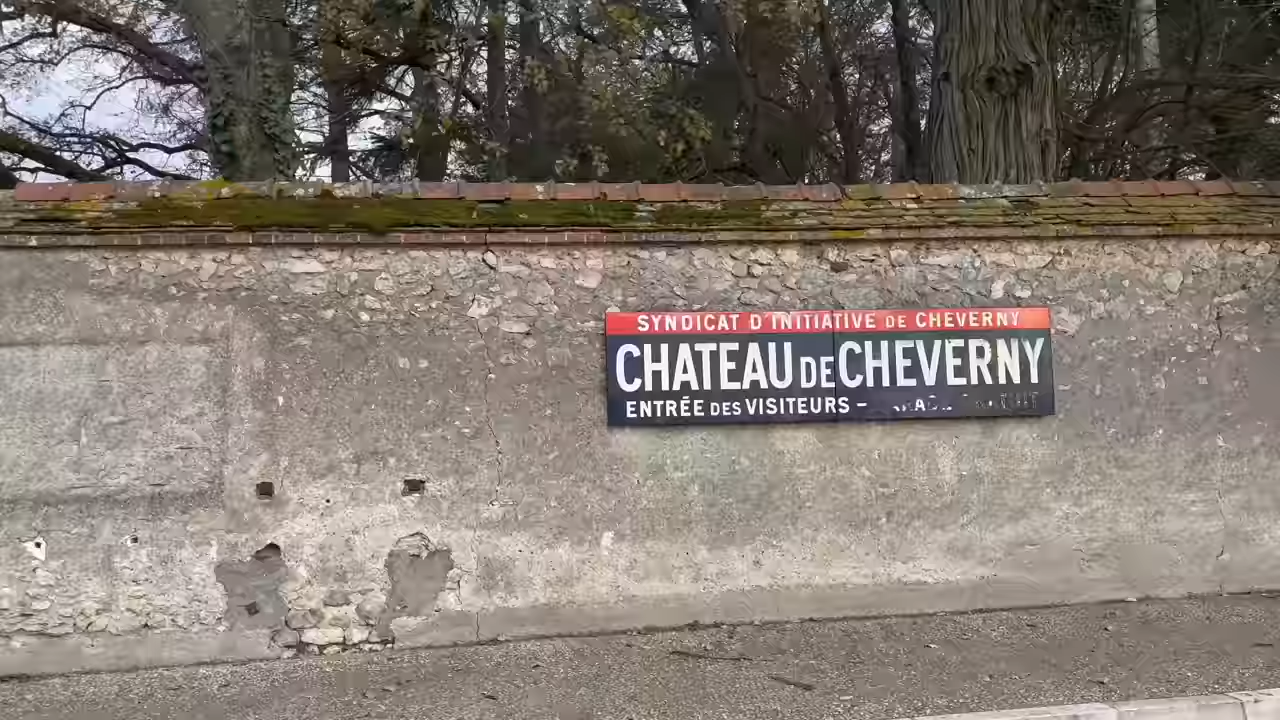 SYNDICAT D'INITIATIVE DE CHEVERNY
CHATEAU DE CHEVERNY
ENTRÉE DES VISITEURS –